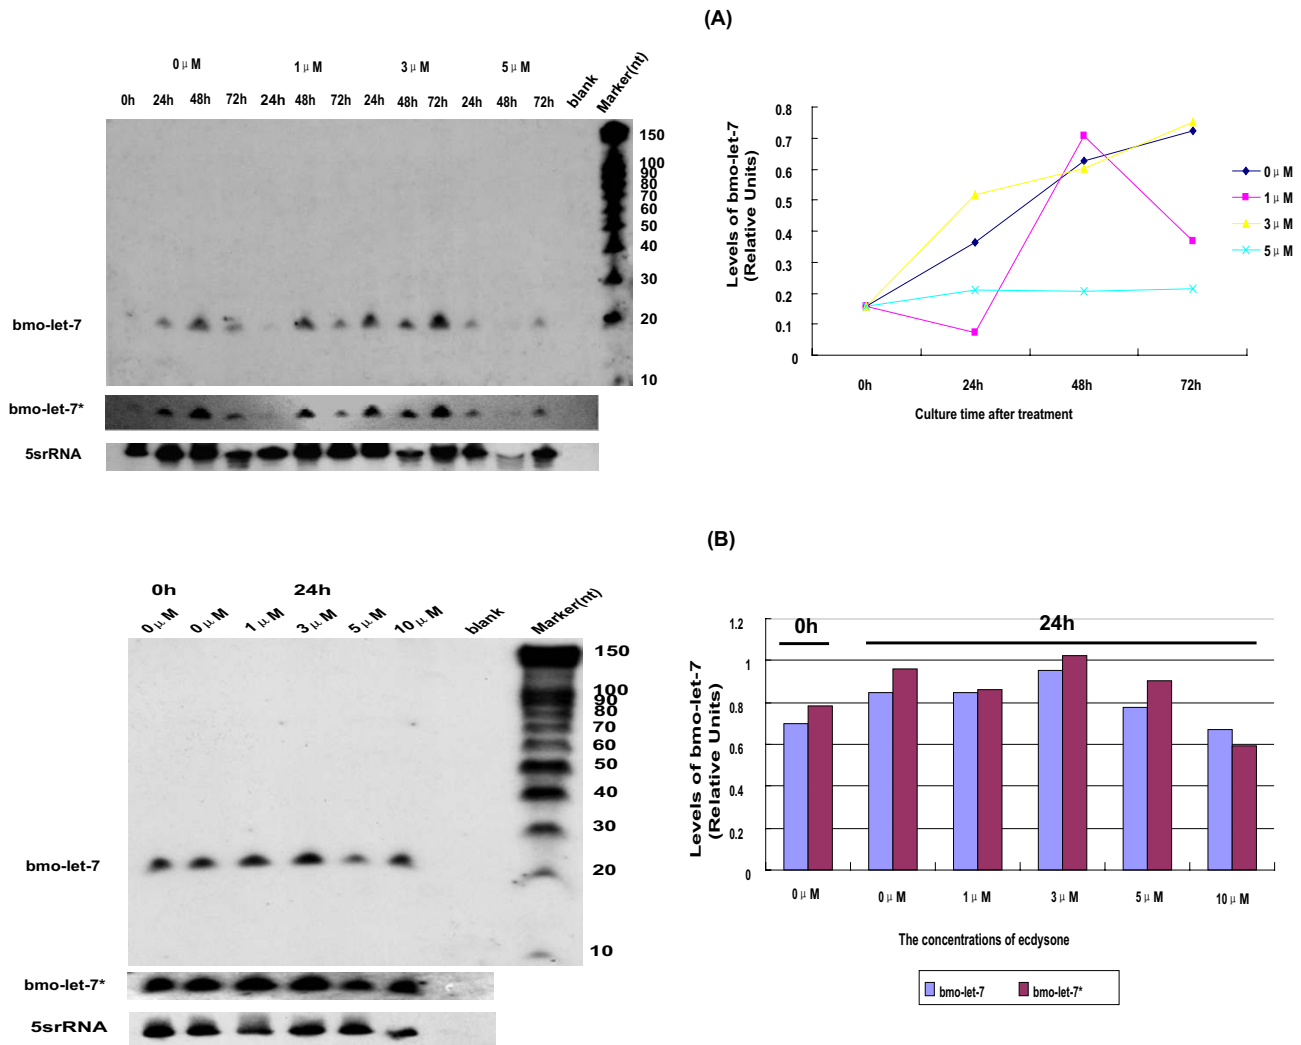 (A)
0 μ M 1 μ M 3 μ M 5 μ M blank Marker(nt)
0h 24h 48h 72h 24h 48h 72h 24h 48h 72h 24h 48h 72h
150
100
90
80
70
60
50
40
30
20
10
bmo-let-7
bmo-let-7*
5srRNA
Levels of bmo-let-7
(Relative Units)
0.8
0.7
0.6
0.5
0.4
0.3
0.2
0.1
0
0h 24h 48h 72h
Culture time after treatment
0 μ M
1 μ M
3 μ M
5 μ M
(B)
0h 24h
0 μ M 0 μ M 1 μ M 3 μ M 5 μ M 10 μ M blank Marker(nt)
150
100
90
80
70
60
50
40
30
20
10
bmo-let-7
bmo-let-7*
5srRNA
Levels of bmo-let-7
(Relative Units)
1.2
1
0.8
0.6
0.4
0.2
0
0h 24h
0 μ M 0 μ M 1 μ M 3 μ M 5 μ M 10 μ M
The concentrations of ecdysone
bmo-let-7 bmo-let-7*